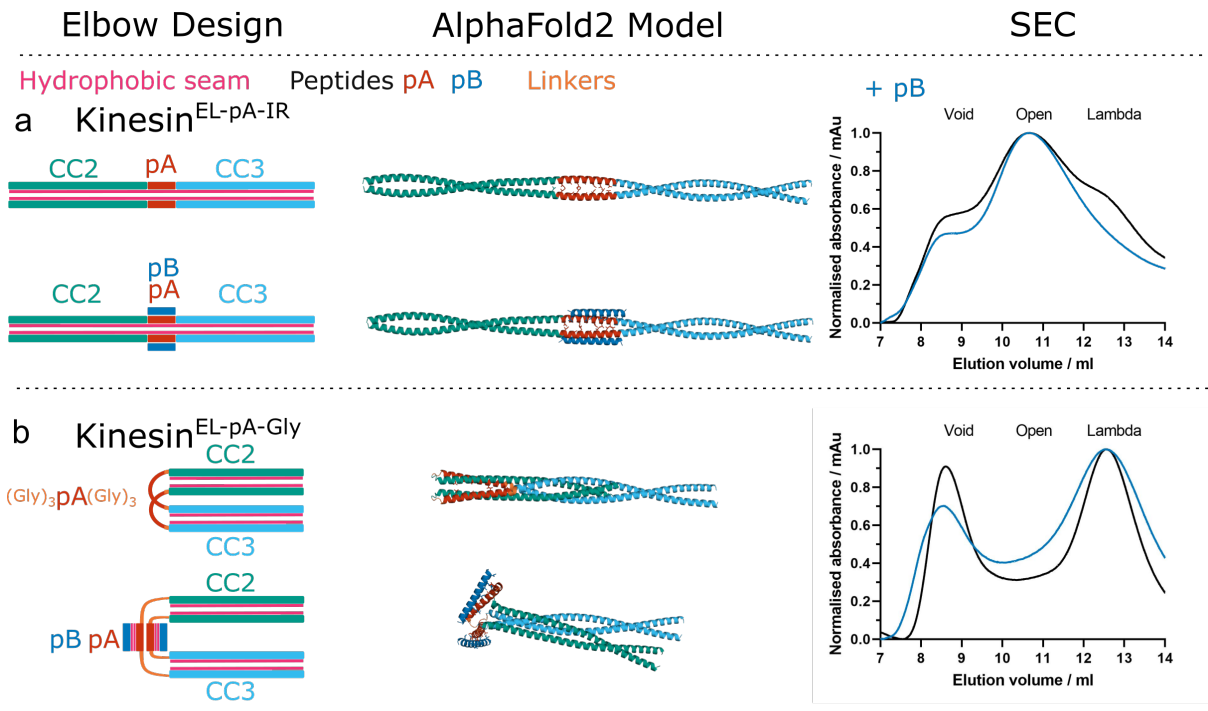 Elbow Design AlphaFold2 Model SEC
Hydrophobic seam Peptides pA pB Linkers
+ pB
a Kinesin^EL-pA-IR
CC2 pA CC3
pB
CC2 pA CC3
Void Open Lambda
Normalised absorbance / mAu
1.0
0.8
0.6
0.4
0.2
0.0
7 8 9 10 11 12 13 14
Elution volume / ml
b Kinesin^EL-pA-Gly
CC2
(Gly)₃pA(Gly)₃
CC3
CC2
pB pA
CC3
Void Open Lambda
Normalised absorbance / mAu
1.0
0.8
0.6
0.4
0.2
0.0
7 8 9 10 11 12 13 14
Elution volume / ml